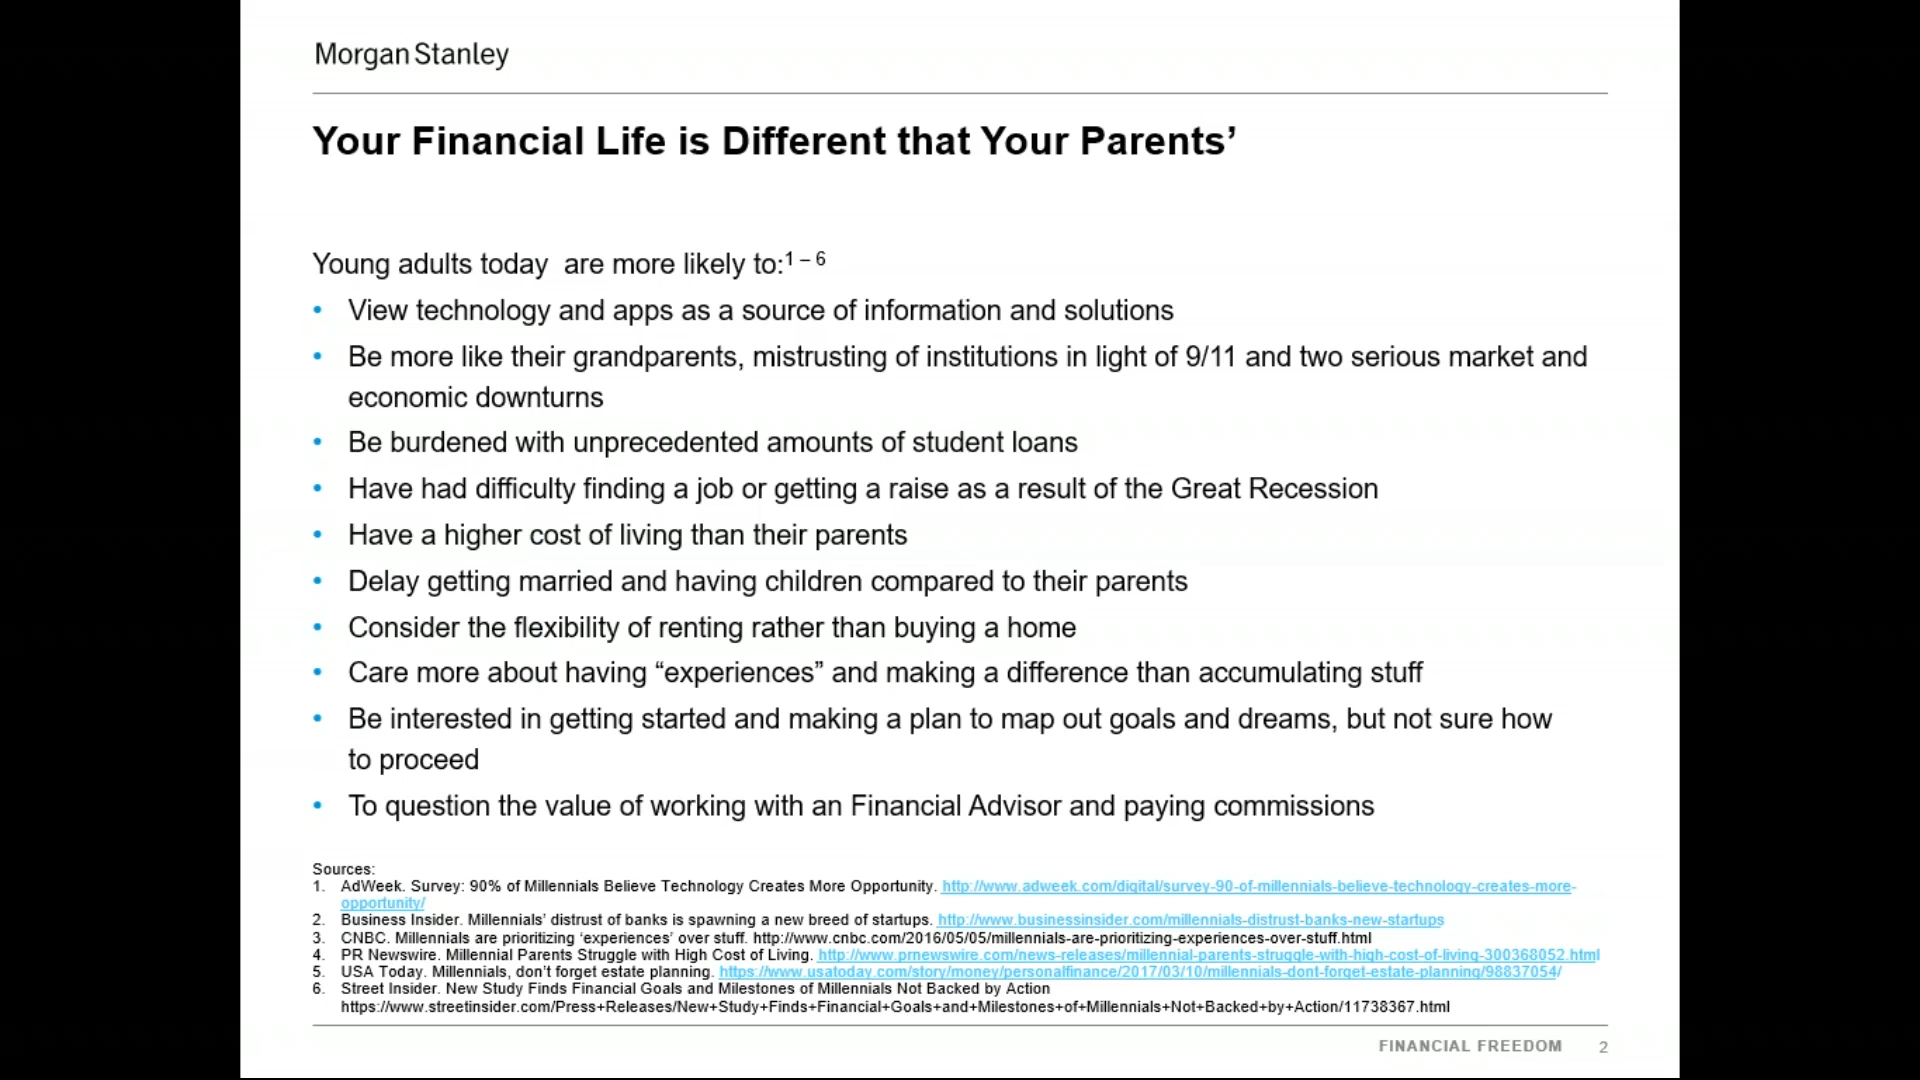 Morgan Stanley
Your Financial Life is Different that Your Parents’
Young adults today  are more likely to:1 – 6
• View technology and apps as a source of information and solutions
• Be more like their grandparents, mistrusting of institutions in light of 9/11 and two serious market and
economic downturns
• Be burdened with unprecedented amounts of student loans
• Have had difficulty finding a job or getting a raise as a result of the Great Recession
• Have a higher cost of living than their parents
• Delay getting married and having children compared to their parents
• Consider the flexibility of renting rather than buying a home
• Care more about having “experiences” and making a difference than accumulating stuff
• Be interested in getting started and making a plan to map out goals and dreams, but not sure how
to proceed
• To question the value of working with an Financial Advisor and paying commissions
Sources:
1. AdWeek. Survey: 90% of Millennials Believe Technology Creates More Opportunity. http://www.adweek.com/digital/survey-90-of-millennials-believe-technology-creates-more-
opportunity/
2. Business Insider. Millennials’ distrust of banks is spawning a new breed of startups. http://www.businessinsider.com/millennials-distrust-banks-new-startups
3. CNBC. Millennials are prioritizing ‘experiences’ over stuff. http://www.cnbc.com/2016/05/05/millennials-are-prioritizing-experiences-over-stuff.html
4. PR Newswire. Millennial Parents Struggle with High Cost of Living. http://www.prnewswire.com/news-releases/millennial-parents-struggle-with-high-cost-of-living-300368052.html
5. USA Today. Millennials, don’t forget estate planning. https://www.usatoday.com/story/money/personalfinance/2017/03/10/millennials-dont-forget-estate-planning/98837054/
6. Street Insider. New Study Finds Financial Goals and Milestones of Millennials Not Backed by Action
https://www.streetinsider.com/Press+Releases/New+Study+Finds+Financial+Goals+and+Milestones+of+Millennials+Not+Backed+by+Action/11738367.html
FINANCIAL FREEDOM 2